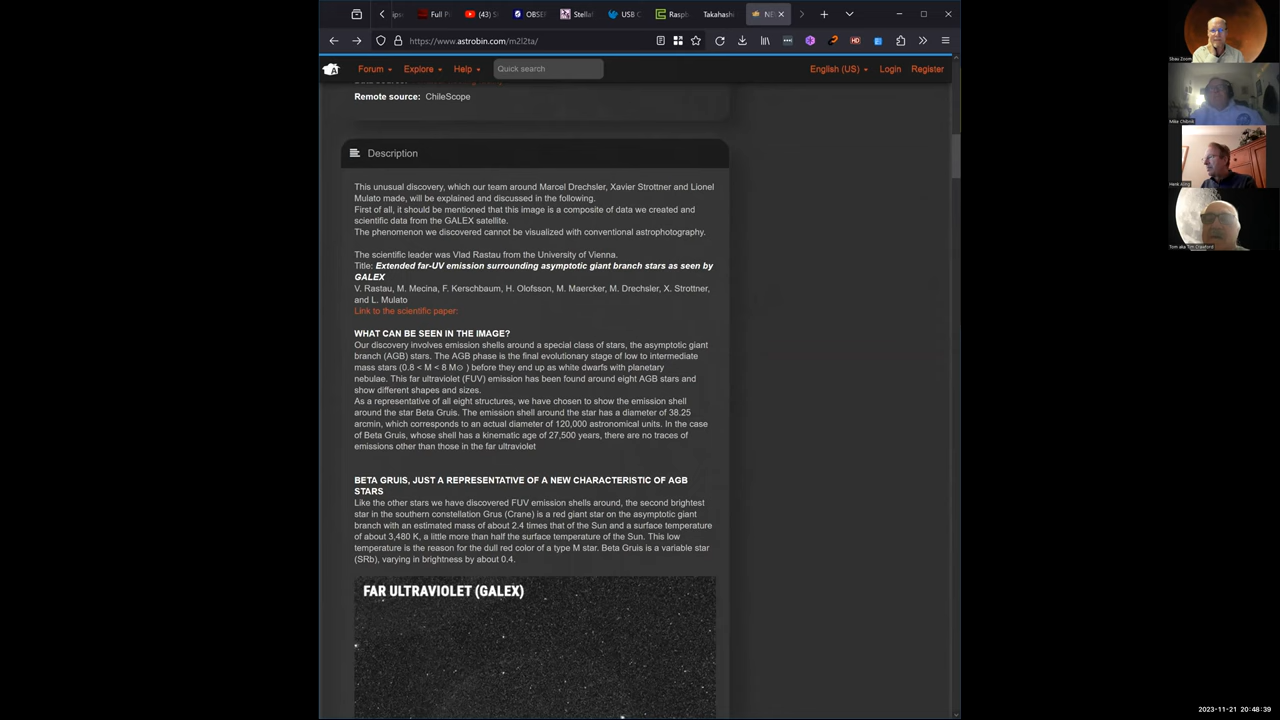 Full P
(43) S
OBSE
Stella
USB C
Raspb
Takahashi
NE
https://www.astrobin.com/m2l2ta/
Forum
Explore
Help
Quick search
English (US)
Login
Register
Remote source: ChileScope
Description
This unusual discovery, which our team around Marcel Drechsler, Xavier Strottner and Lionel
Mulato made, will be explained and discussed in the following.
First of all, it should be mentioned that this image is a composite of data we created and
scientific data from the GALEX satellite.
The phenomenon we discovered cannot be visualized with conventional astrophotography.
The scientific leader was Vlad Rastau from the University of Vienna.
Title: Extended far-UV emission surrounding asymptotic giant branch stars as seen by
GALEX
V. Rastau, M. Mecina, F. Kerschbaum, H. Olofsson, M. Maercker, M. Drechsler, X. Strottner,
and L. Mulato
Link to the scientific paper:
WHAT CAN BE SEEN IN THE IMAGE?
Our discovery involves emission shells around a special class of stars, the asymptotic giant
branch (AGB) stars. The AGB phase is the final evolutionary stage of low to intermediate
mass stars (0.8 < M < 8 M⊙ ) before they end up as white dwarfs with planetary
nebulae. This far ultraviolet (FUV) emission has been found around eight AGB stars and
show different shapes and sizes.
As a representative of all eight structures, we have chosen to show the emission shell
around the star Beta Gruis. The emission shell around the star has a diameter of 38.25
arcmin, which corresponds to an actual diameter of 120,000 astronomical units. In the case
of Beta Gruis, whose shell has a kinematic age of 27,500 years, there are no traces of
emissions other than those in the far ultraviolet
BETA GRUIS, JUST A REPRESENTATIVE OF A NEW CHARACTERISTIC OF AGB
STARS
Like the other stars we have discovered FUV emission shells around, the second brightest
star in the southern constellation Grus (Crane) is a red giant star on the asymptotic giant
branch with an estimated mass of about 2.4 times that of the Sun and a surface temperature
of about 3,480 K, a little more than half the surface temperature of the Sun. This low
temperature is the reason for the dull red color of a type M star. Beta Gruis is a variable star
(SRb), varying in brightness by about 0.4.
FAR ULTRAVIOLET (GALEX)
Sbau Zoom
Henk Aling
Tom aka Tim Crawford
2023-11-21 20:48:39